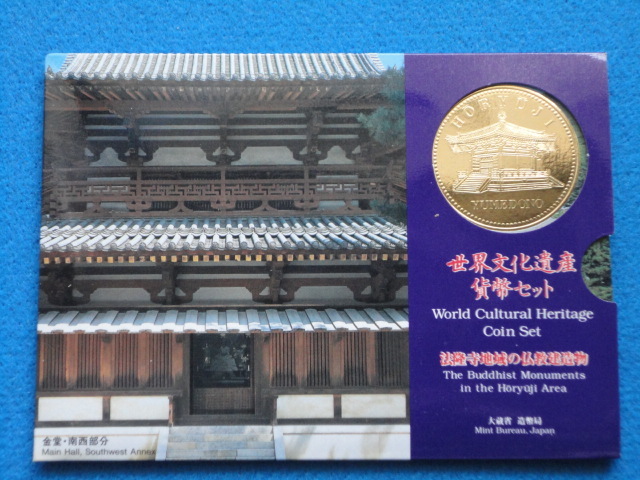 HORYUJI
YUMEDONO
世界文化遺産
貨幣セット
World Cultural Heritage
Coin Set
法隆寺地域の仏教建造物
The Buddhist Monuments
in the Horyuji Area
大蔵省 造幣局
Mint Bureau, Japan
金堂・南西部分
Main Hall, Southwest Annex